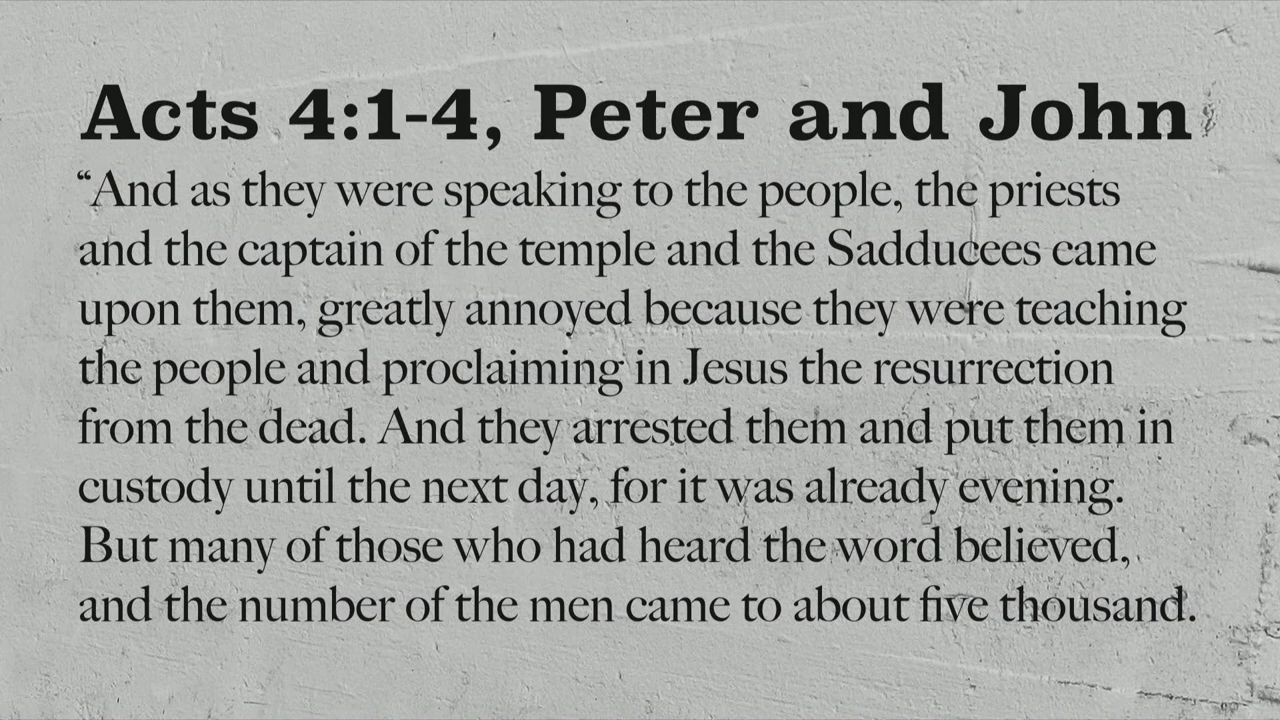 Acts 4:1-4, Peter and John
“And as they were speaking to the people, the priests
and the captain of the temple and the Sadducees came
upon them, greatly annoyed because they were teaching
the people and proclaiming in Jesus the resurrection
from the dead. And they arrested them and put them in
custody until the next day, for it was already evening.
But many of those who had heard the word believed,
and the number of the men came to about five thousand.